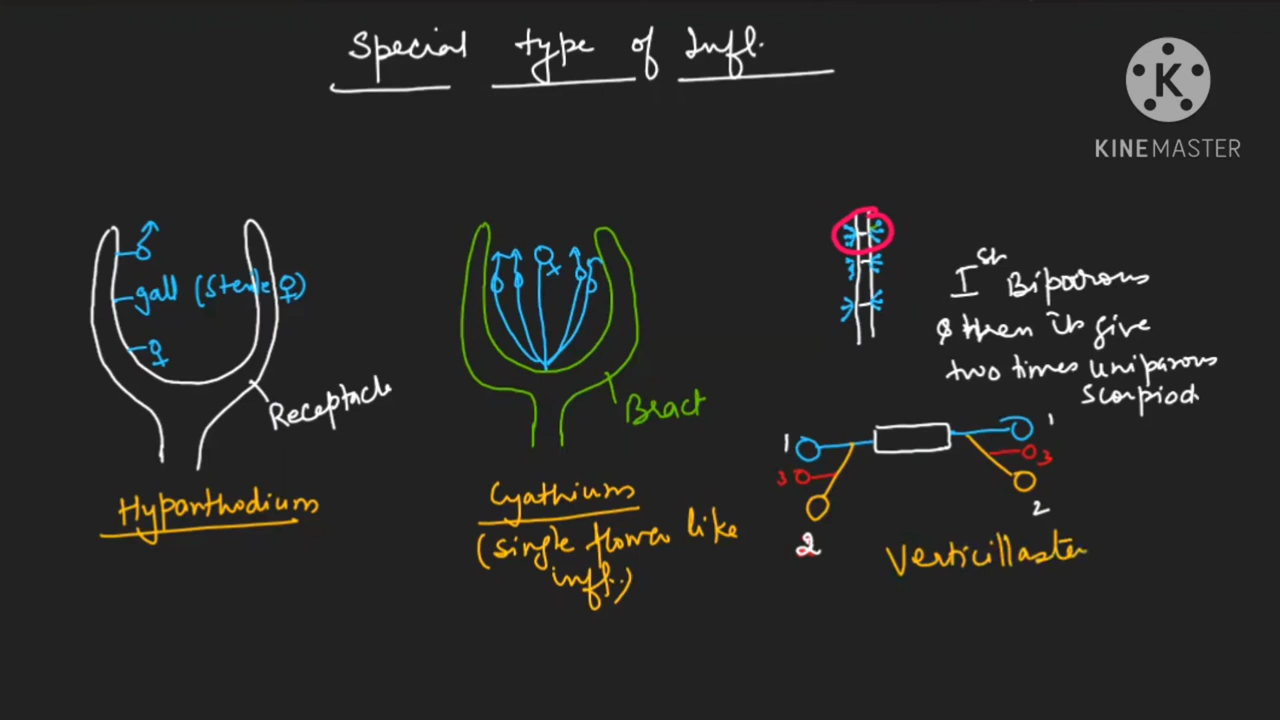 Special type of Infl.
K
KINEMASTER
♂
gall (Sterile ♀)
♀
Receptacle
Hypanthodium
Bract
Cyathium
(single flower like
infl.)
Ist Biparous
& then it give
two times uniparous
Scorpiod
1
1
3
3
2
2
Verticillaster